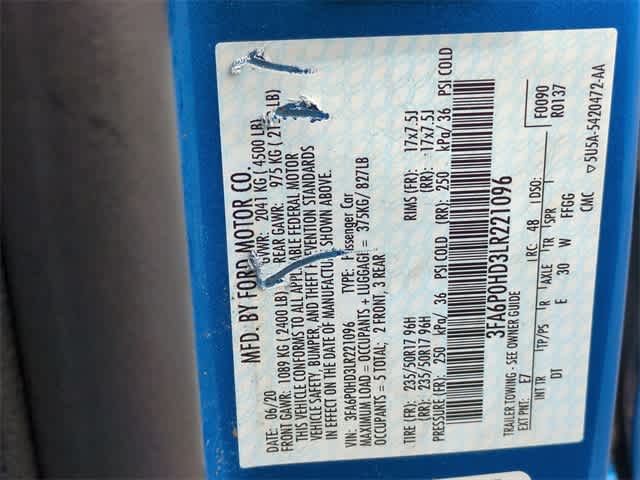 MFD. BY FORD MOTOR CO.
DATE: 06/20 GVWR: 2041 KG ( 4500 LB)
FRONT GAWR: 1089 KG ( 2400 LB) REAR GAWR: 975 KG ( LB)
THIS VEHICLE CONFORMS TO ALL APPLICABLE FEDERAL MOTOR
VEHICLE SAFETY, BUMPER, AND THEFT PREVENTION STANDARDS
IN EFFECT ON THE DATE OF MANUFACTURE SHOWN ABOVE.
VIN: 3FA6P0HD3LR221096 TYPE: Passenger Car
MAXIMUM LOAD = OCCUPANTS + LUGGAGE = 375KG/ 827LB
OCCUPANTS = 5 TOTAL; 2 FRONT, 3 REAR
TIRE (FR): 235/50R17 96H RIMS (FR): 17x7.5J
(RR): 235/50R17 96H (RR): 17x7.5J
PRESSURE (FR): 250 kPa/ 36 PSI COLD (RR): 250 kPa/ 36 PSI COLD
3FA6P0HD3LR221096
TRAILER TOWING - SEE OWNER GUIDE
F0090
R0137
EXT PNT: E7 RC: 48 DSO:
INT TR TP/PS R AXLE TR SPR
DT E 30 W FFGG
CMC ▽5U5A-5420472-AA